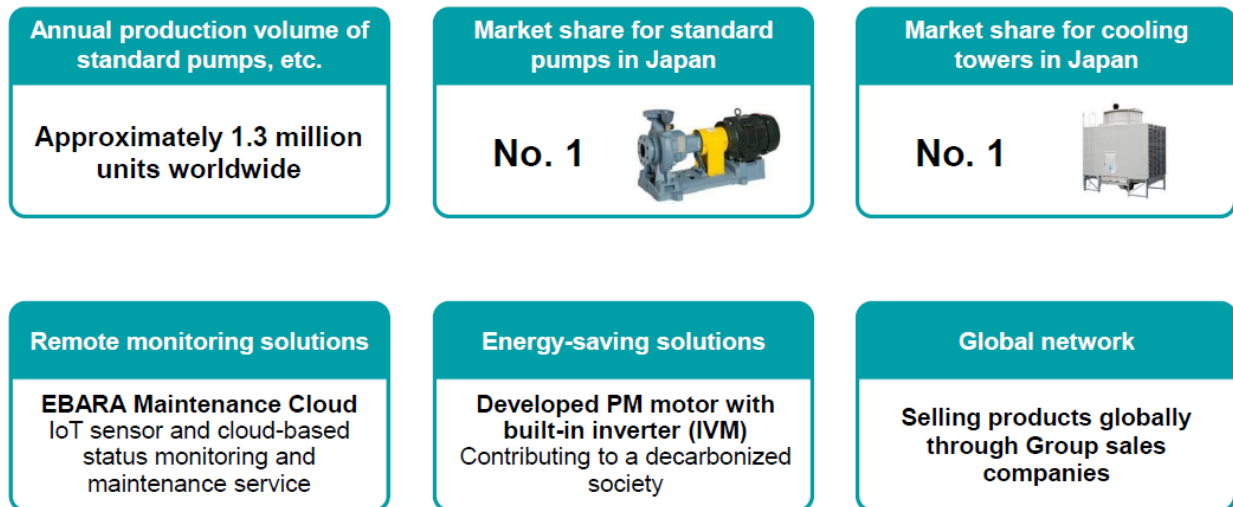 Annual production volume of
standard pumps, etc.
Approximately 1.3 million
units worldwide
Market share for standard
pumps in Japan
No. 1
Market share for cooling
towers in Japan
No. 1
Remote monitoring solutions
EBARA Maintenance Cloud
IoT sensor and cloud-based
status monitoring and
maintenance service
Energy-saving solutions
Developed PM motor with
built-in inverter (IVM)
Contributing to a decarbonized
society
Global network
Selling products globally
through Group sales
companies